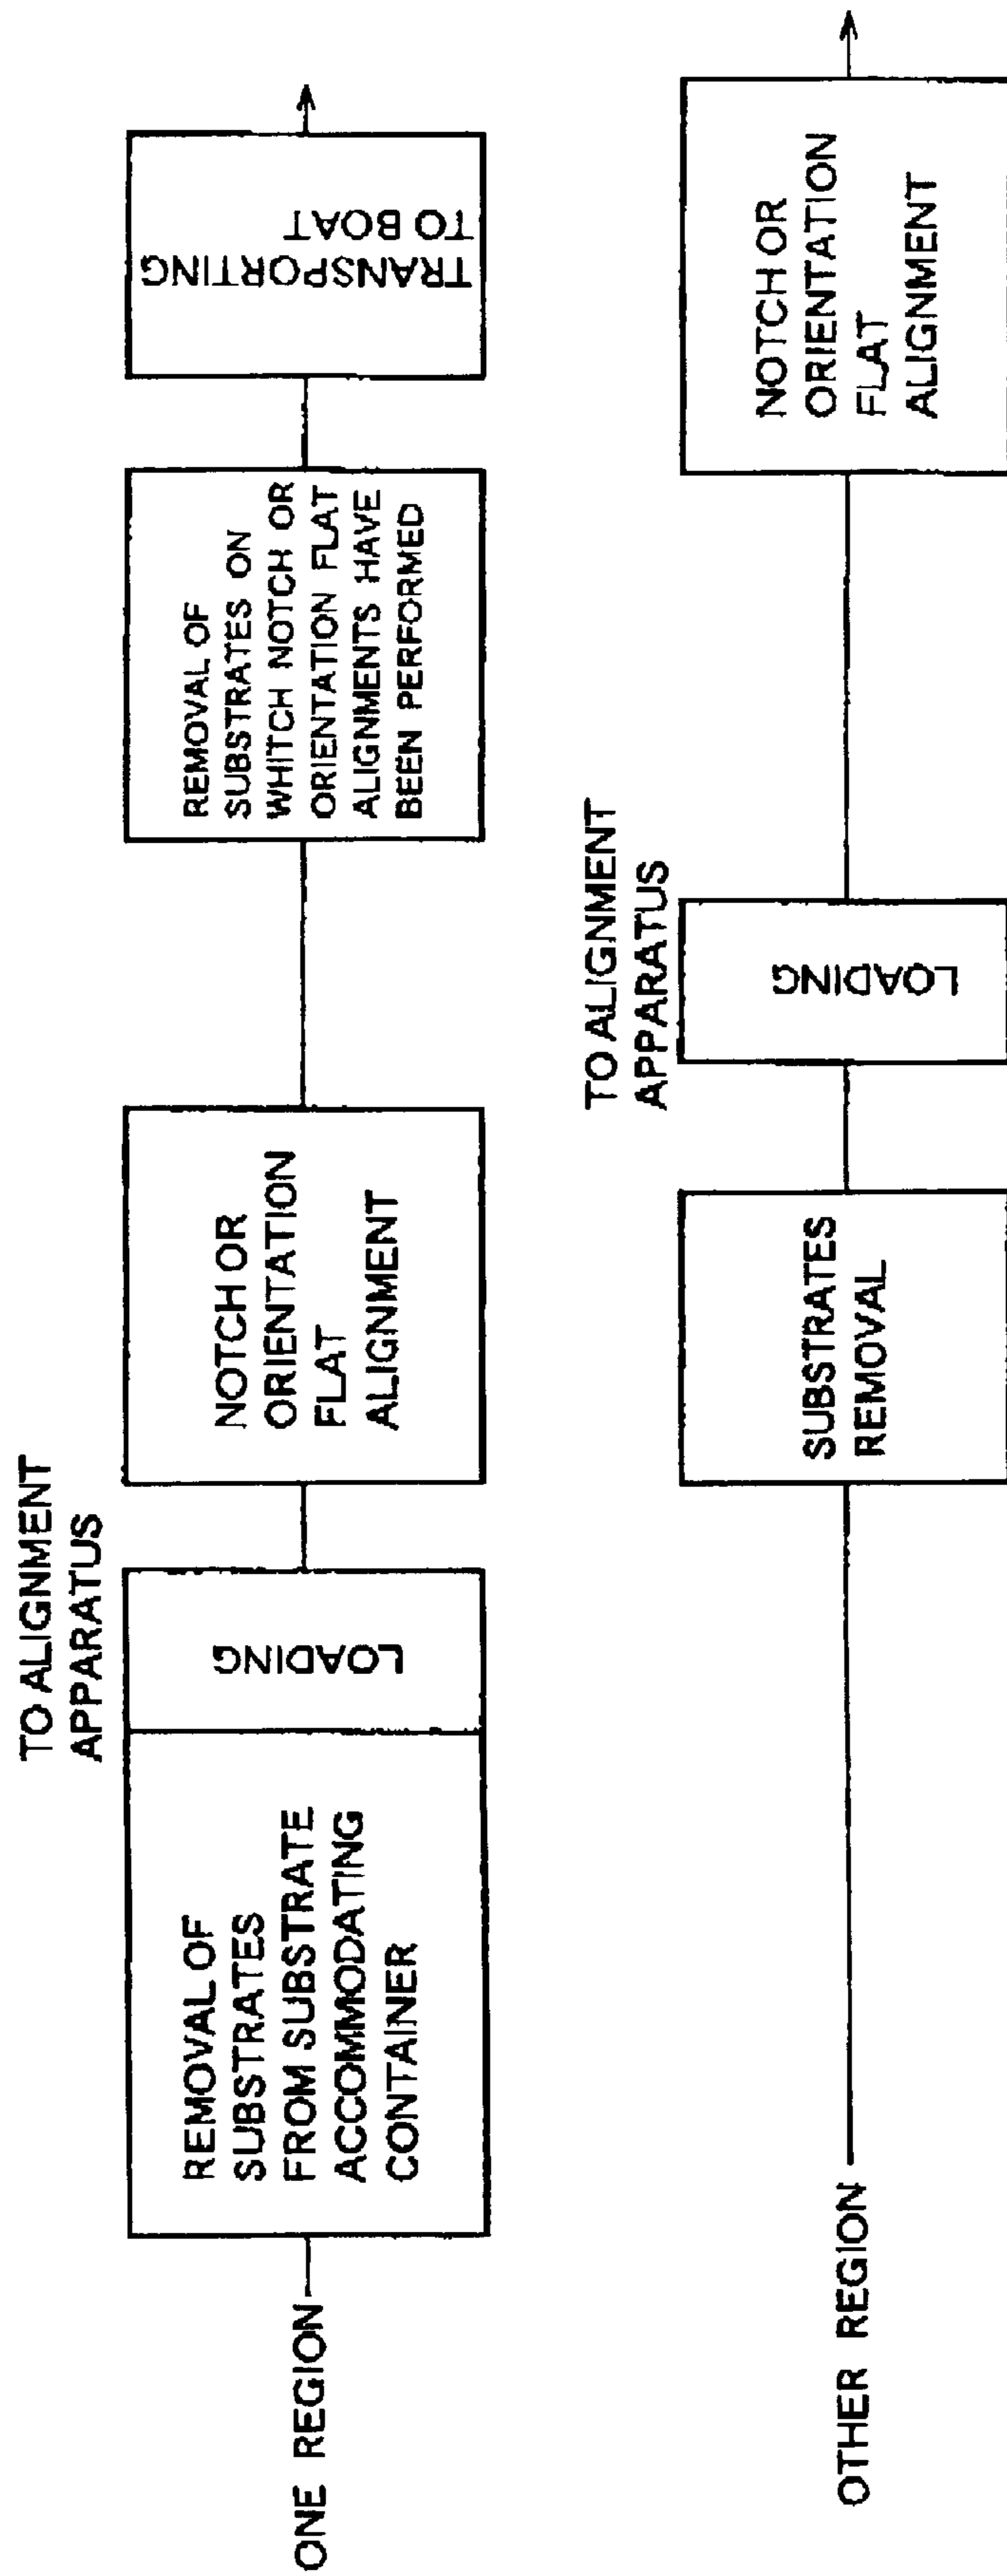 ONE REGION
REMOVAL OF
SUBSTRATES
FROM SUBSTRATE
ACCOMMODATING
CONTAINER
TO ALIGNMENT
APPARATUS
LOADING
NOTCH OR
ORIENTATION
FLAT
ALIGNMENT
REMOVAL OF
SUBSTRATES ON
WHITCH NOTCH OR
ORIENTATION FLAT
ALIGNMENTS HAVE
BEEN PERFORMED
TRANSPORTING
TO BOAT
OTHER REGION
SUBSTRATES
REMOVAL
TO ALIGNMENT
APPARATUS
LOADING
NOTCH OR
ORIENTATION
FLAT
ALIGNMENT